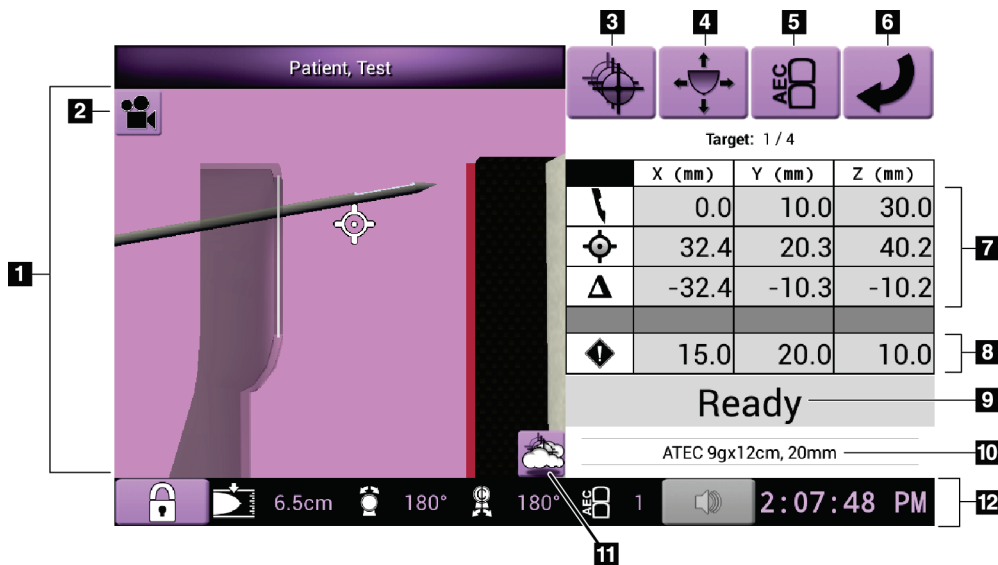 3
4
5
6
Patient, Test
AEC
1
2
Target: 1 / 4
X (mm) Y (mm) Z (mm)
0.0 10.0 30.0
7
32.4 20.3 40.2
Δ -32.4 -10.3 -10.2
! 15.0 20.0 10.0
8
Ready
9
ATEC 9gx12cm, 20mm
10
6.5cm 180° C 180° AEC 1 2:07:48 PM
12
11